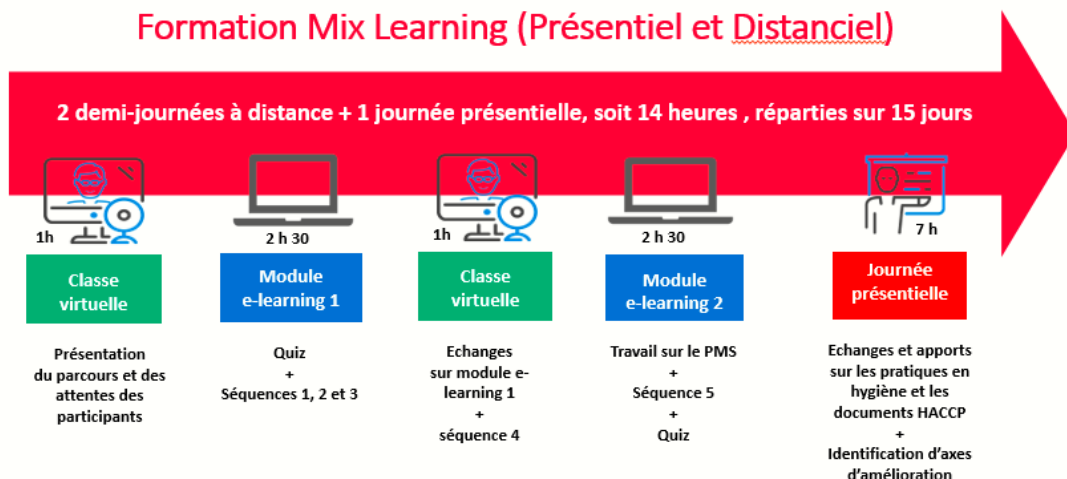 Formation Mix Learning (Présentiel et Distanciel)
2 demi-journées à distance + 1 journée présentielle, soit 14 heures , réparties sur 15 jours
1h
Classe
virtuelle
Présentation
du parcours et des
attentes des
participants
2 h 30
Module
e-learning 1
Quiz
+
Séquences 1, 2 et 3
1h
Classe
virtuelle
Echanges
sur module e-
learning 1
+
séquence 4
2 h 30
Module
e-learning 2
Travail sur le PMS
+
Séquence 5
+
Quiz
7 h
Journée
présentielle
Echanges et apports
sur les pratiques en
hygiène et les
documents HACCP
+
Identification d'axes
d'amélioration